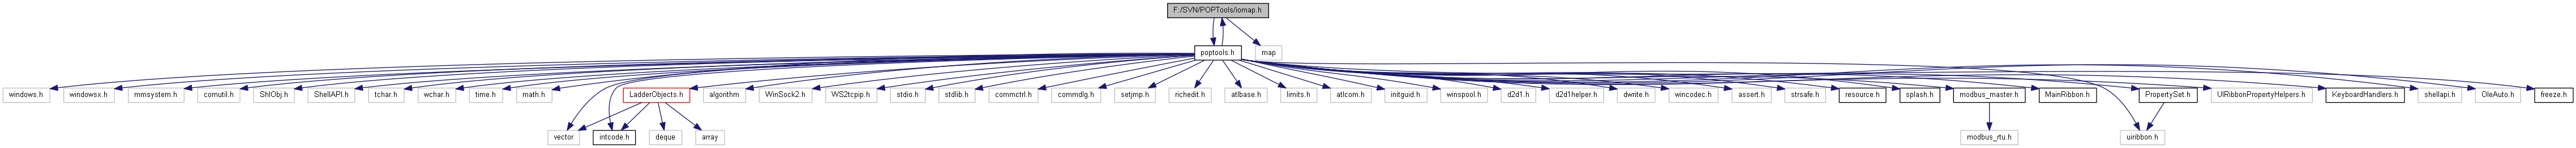 F:/SVN/POPTools/iomap.h
poptools.h
map
windows.h
windowsx.h
mmsystem.h
comutil.h
ShlObj.h
ShellAPI.h
tchar.h
wchar.h
time.h
math.h
LadderObjects.h
algorithm
WinSock2.h
WS2tcpip.h
stdio.h
stdlib.h
commctrl.h
commdlg.h
setjmp.h
richedit.h
atlbase.h
limits.h
atlcom.h
initguid.h
winspool.h
d2d1.h
d2d1helper.h
dwrite.h
wincodec.h
assert.h
strsafe.h
resource.h
splash.h
modbus_master.h
MainRibbon.h
PropertySet.h
UIRibbonPropertyHelpers.h
KeyboardHandlers.h
shellapi.h
OleAuto.h
freeze.h
vector
intcode.h
deque
array
modbus_rtu.h
uiribbon.h